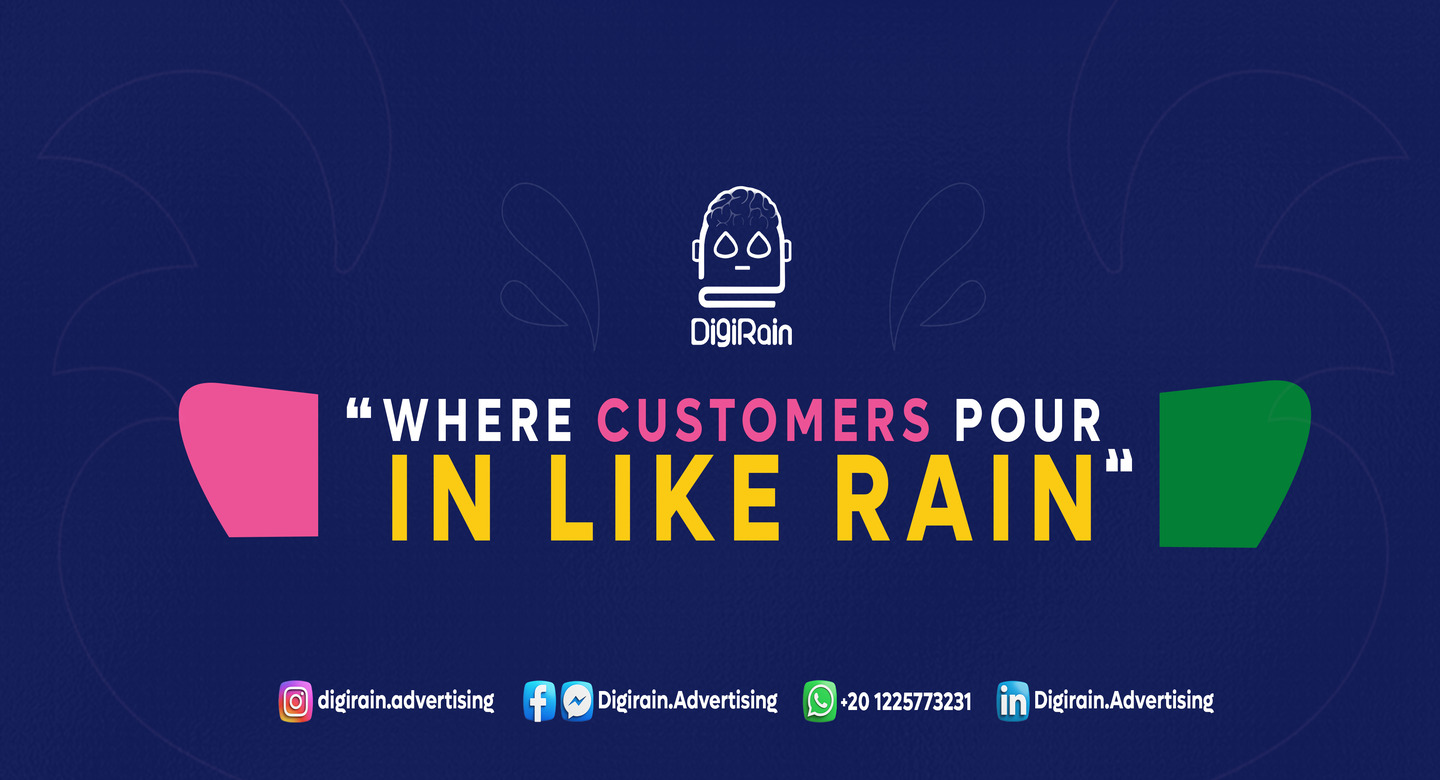 DigiRain
❝WHERE CUSTOMERS POUR
IN LIKE RAIN❞
digirain.advertising Digirain.Advertising +20 1225773231 Digirain.Advertising